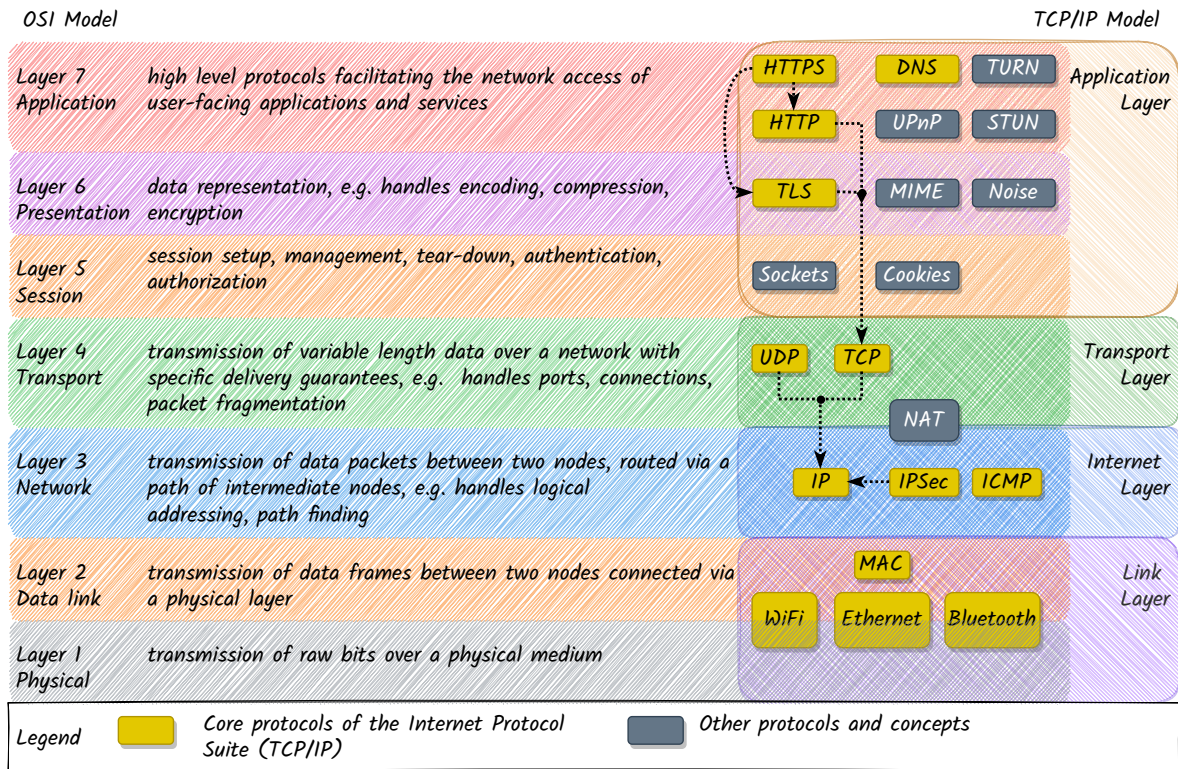 OSI Model
TCP/IP Model
Layer 7
Application
high level protocols facilitating the network access of
user-facing applications and services
HTTPS
DNS
TURN
HTTP
UPnP
STUN
Application
Layer
Layer 6
Presentation
data representation, e.g. handles encoding, compression,
encryption
TLS
MIME
Noise
Layer 5
Session
session setup, management, tear-down, authentication,
authorization
Sockets
Cookies
Layer 4
Transport
transmission of variable length data over a network with
specific delivery guarantees, e.g. handles ports, connections,
packet fragmentation
UDP
TCP
NAT
Transport
Layer
Layer 3
Network
transmission of data packets between two nodes, routed via a
path of intermediate nodes, e.g. handles logical
addressing, path finding
IP
IPSec
ICMP
Internet
Layer
Layer 2
Data link
transmission of data frames between two nodes connected via
a physical layer
MAC
WiFi
Ethernet
Bluetooth
Link
Layer
Layer 1
Physical
transmission of raw bits over a physical medium
Legend
Core protocols of the Internet Protocol
Suite (TCP/IP)
Other protocols and concepts